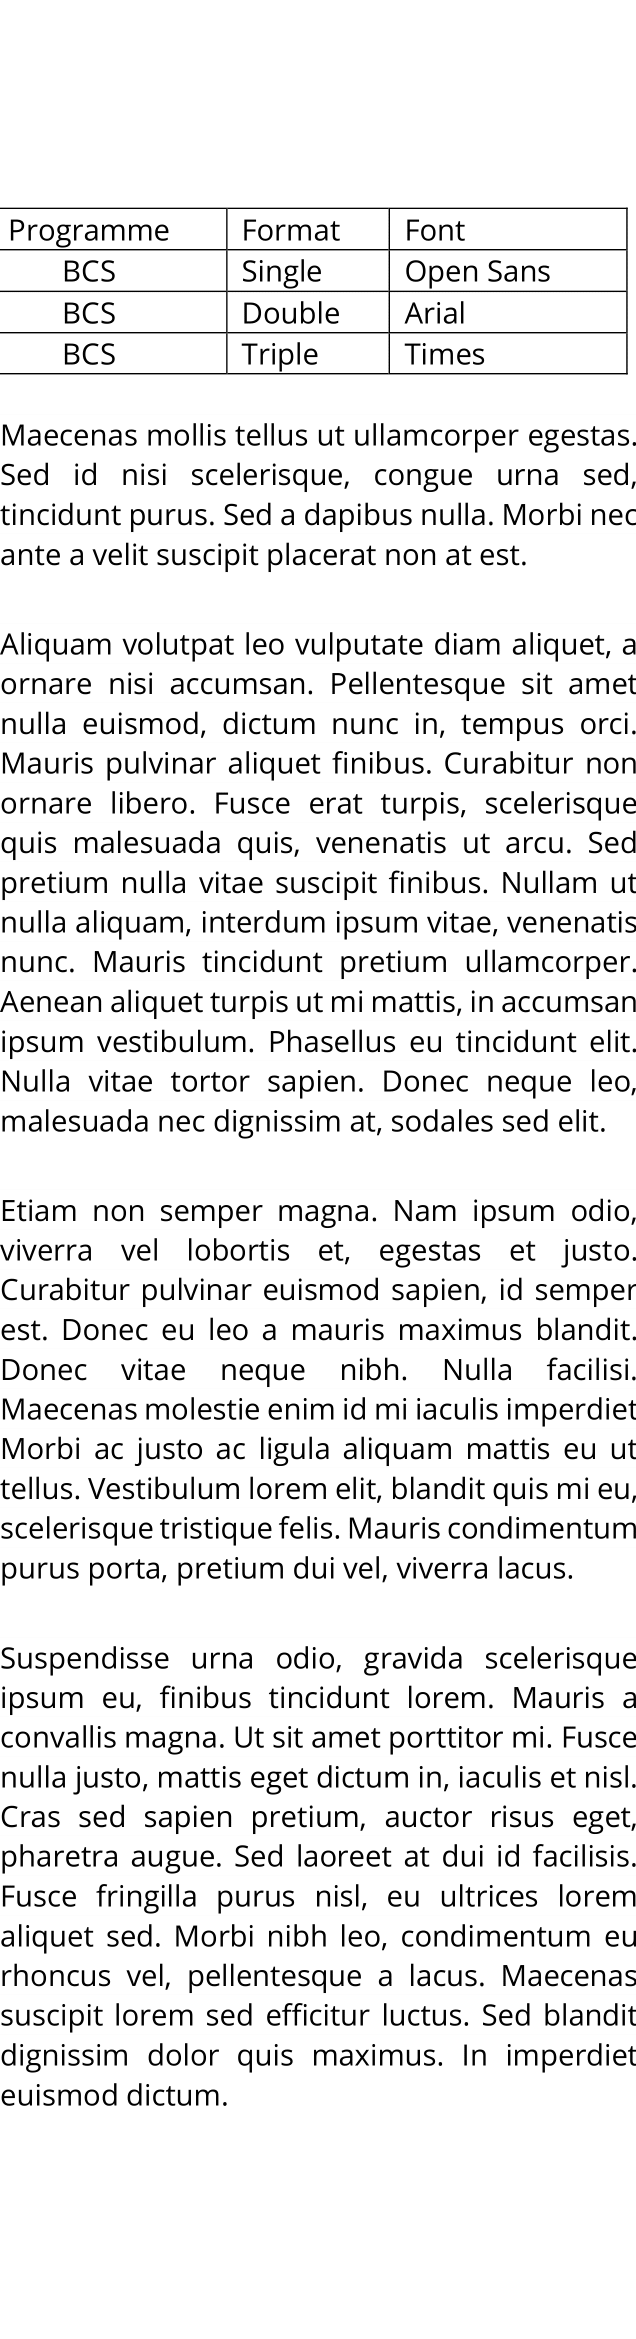 Programme Format Font
BCS Single Open Sans
BCS Double Arial
BCS Triple Times
Maecenas mollis tellus ut ullamcorper egestas.
Sed id nisi scelerisque, congue urna sed,
tincidunt purus. Sed a dapibus nulla. Morbi nec
ante a velit suscipit placerat non at est.
Aliquam volutpat leo vulputate diam aliquet, a
ornare nisi accumsan. Pellentesque sit amet
nulla euismod, dictum nunc in, tempus orci.
Mauris pulvinar aliquet finibus. Curabitur non
ornare libero. Fusce erat turpis, scelerisque
quis malesuada quis, venenatis ut arcu. Sed
pretium nulla vitae suscipit finibus. Nullam ut
nulla aliquam, interdum ipsum vitae, venenatis
nunc. Mauris tincidunt pretium ullamcorper.
Aenean aliquet turpis ut mi mattis, in accumsan
ipsum vestibulum. Phasellus eu tincidunt elit.
Nulla vitae tortor sapien. Donec neque leo,
malesuada nec dignissim at, sodales sed elit.
Etiam non semper magna. Nam ipsum odio,
viverra vel lobortis et, egestas et justo.
Curabitur pulvinar euismod sapien, id semper
est. Donec eu leo a mauris maximus blandit.
Donec vitae neque nibh. Nulla facilisi.
Maecenas molestie enim id mi iaculis imperdiet
Morbi ac justo ac ligula aliquam mattis eu ut
tellus. Vestibulum lorem elit, blandit quis mi eu,
scelerisque tristique felis. Mauris condimentum
purus porta, pretium dui vel, viverra lacus.
Suspendisse urna odio, gravida scelerisque
ipsum eu, finibus tincidunt lorem. Mauris a
convallis magna. Ut sit amet porttitor mi. Fusce
nulla justo, mattis eget dictum in, iaculis et nisl.
Cras sed sapien pretium, auctor risus eget,
pharetra augue. Sed laoreet at dui id facilisis.
Fusce fringilla purus nisl, eu ultrices lorem
aliquet sed. Morbi nibh leo, condimentum eu
rhoncus vel, pellentesque a lacus. Maecenas
suscipit lorem sed efficitur luctus. Sed blandit
dignissim dolor quis maximus. In imperdiet
euismod dictum.